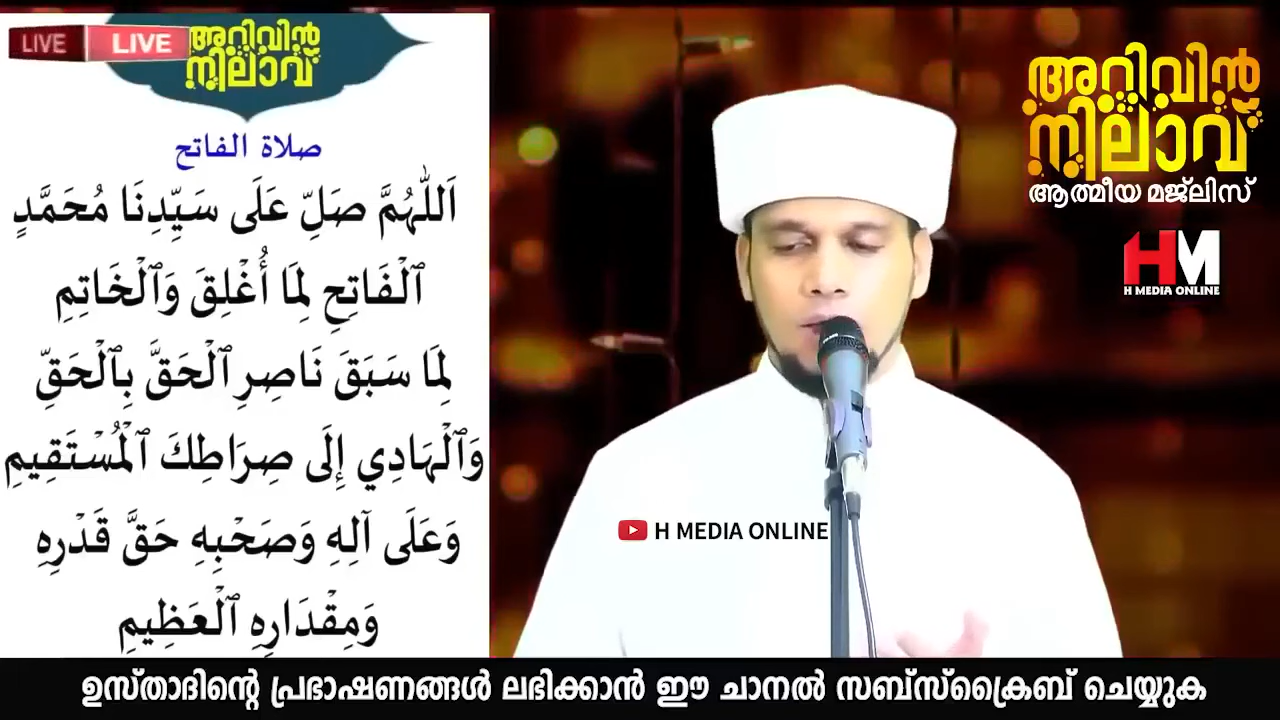 LIVE LIVE
അറിവിൻ
നിലാവ്
صلاة الفاتح
اَللّٰهُمَّ صَلِّ عَلَى سَيِّدِنَا مُحَمَّدٍ
ٱلْفَاتِحِ لِمَا أُغْلِقَ وَٱلْخَاتِمِ
لِمَا سَبَقَ نَاصِرِ ٱلْحَقَّ بِٱلْحَقِّ
وَٱلْهَادِي إِلَى صِرَاطِكَ ٱلْمُسْتَقِيمِ
وَعَلَى آلِهِ وَصَحْبِهِ حَقَّ قَدْرِهِ
وَمِقْدَارِهِ ٱلْعَظِيمِ
അറിവിൻ
നിലാവ്
ആത്മീയ മജ്ലിസ്
HM
H MEDIA ONLINE
H MEDIA ONLINE
ഉസ്താദിന്റെ പ്രഭാഷണങ്ങൾ ലഭിക്കാൻ ഈ ചാനൽ സബ്സ്ക്രൈബ് ചെയ്യുക